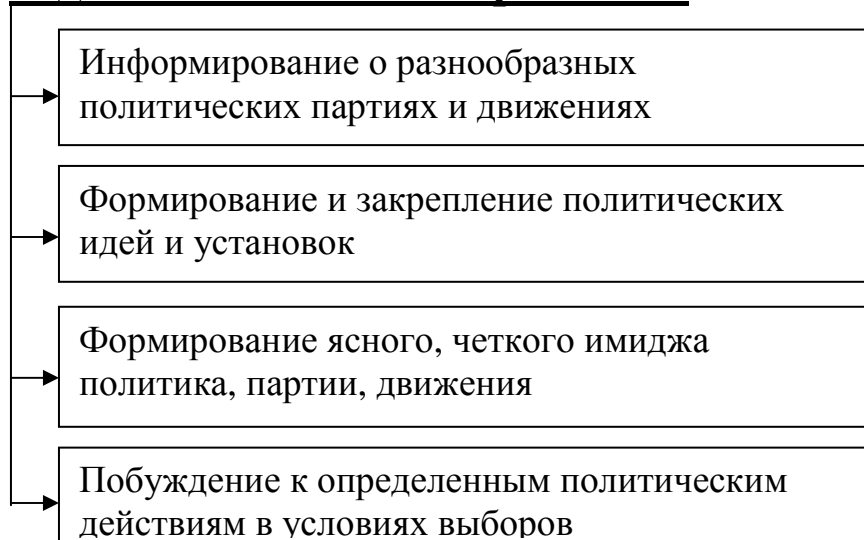 Информирование о разнообразных
политических партиях и движениях
Формирование и закрепление политических
идей и установок
Формирование ясного, четкого имиджа
политика, партии, движения
Побуждение к определенным политическим
действиям в условиях выборов